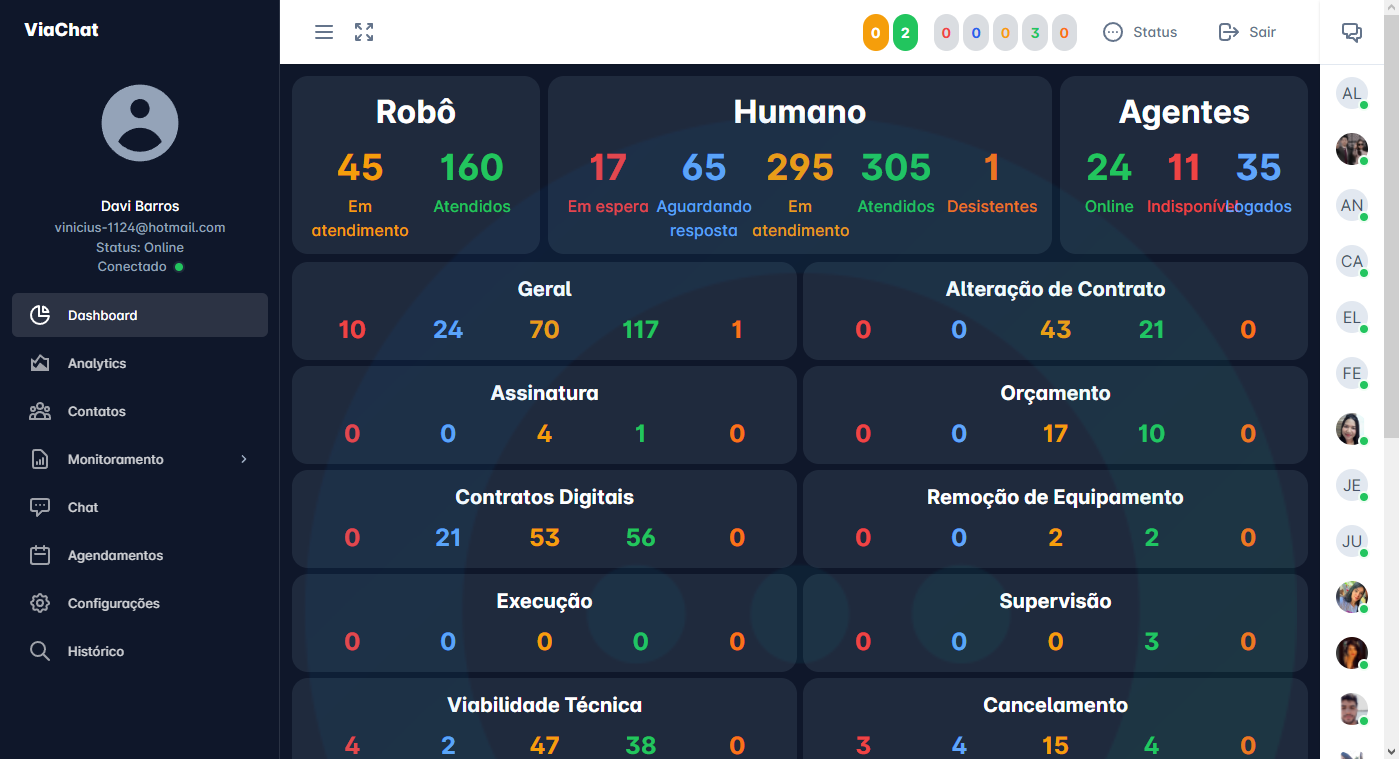 ViaChat
0 2 0 0 0 3 0 Status Sair
Davi Barros
vinicius-1124@hotmail.com
Status: Online
Conectado
Dashboard
Analytics
Contatos
Monitoramento
Chat
Agendamentos
Configurações
Histórico
Robô
45 160
Em atendimento Atendidos
Humano
17 65 295 305 1
Em espera Aguardando resposta Em atendimento Atendidos Desistentes
Agentes
24 11 35
Online Indisponível Logados
Geral
10 24 70 117 1
Alteração de Contrato
0 0 43 21 0
Assinatura
0 0 4 1 0
Orçamento
0 0 17 10 0
Contratos Digitais
0 21 53 56 0
Remoção de Equipamento
0 0 2 2 0
Execução
0 0 0 0 0
Supervisão
0 0 0 3 0
Viabilidade Técnica
4 2 47 38 0
Cancelamento
3 4 15 4 0
AL
AN
CA
EL
FE
JE
JU